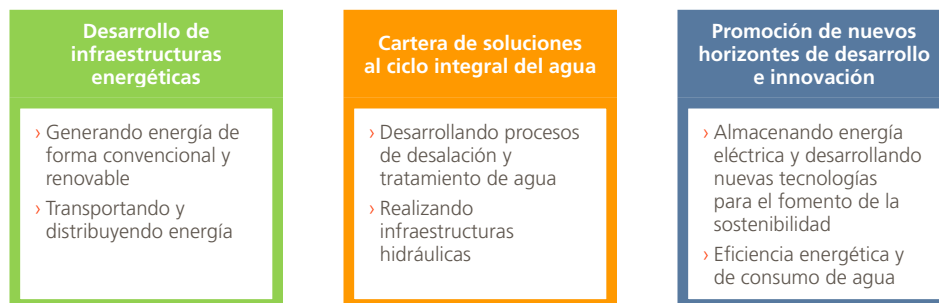 Desarrollo de
infraestructuras
energéticas
› Generando energía de
forma convencional y
renovable
› Transportando y
distribuyendo energía
Cartera de soluciones
al ciclo integral del agua
› Desarrollando procesos
de desalación y
tratamiento de agua
› Realizando
infraestructuras
hidráulicas
Promoción de nuevos
horizontes de desarrollo
e innovación
› Almacenando energía
eléctrica y desarrollando
nuevas tecnologías
para el fomento de la
sostenibilidad
› Eficiencia energética y
de consumo de agua